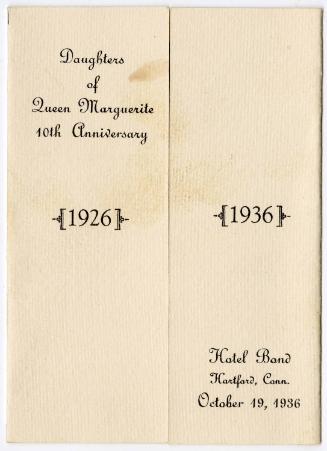 Daughters
of
Queen Marguerite
10th Anniversary
1926
1936
Hotel Bond
Hartford, Conn.
October 19, 1936